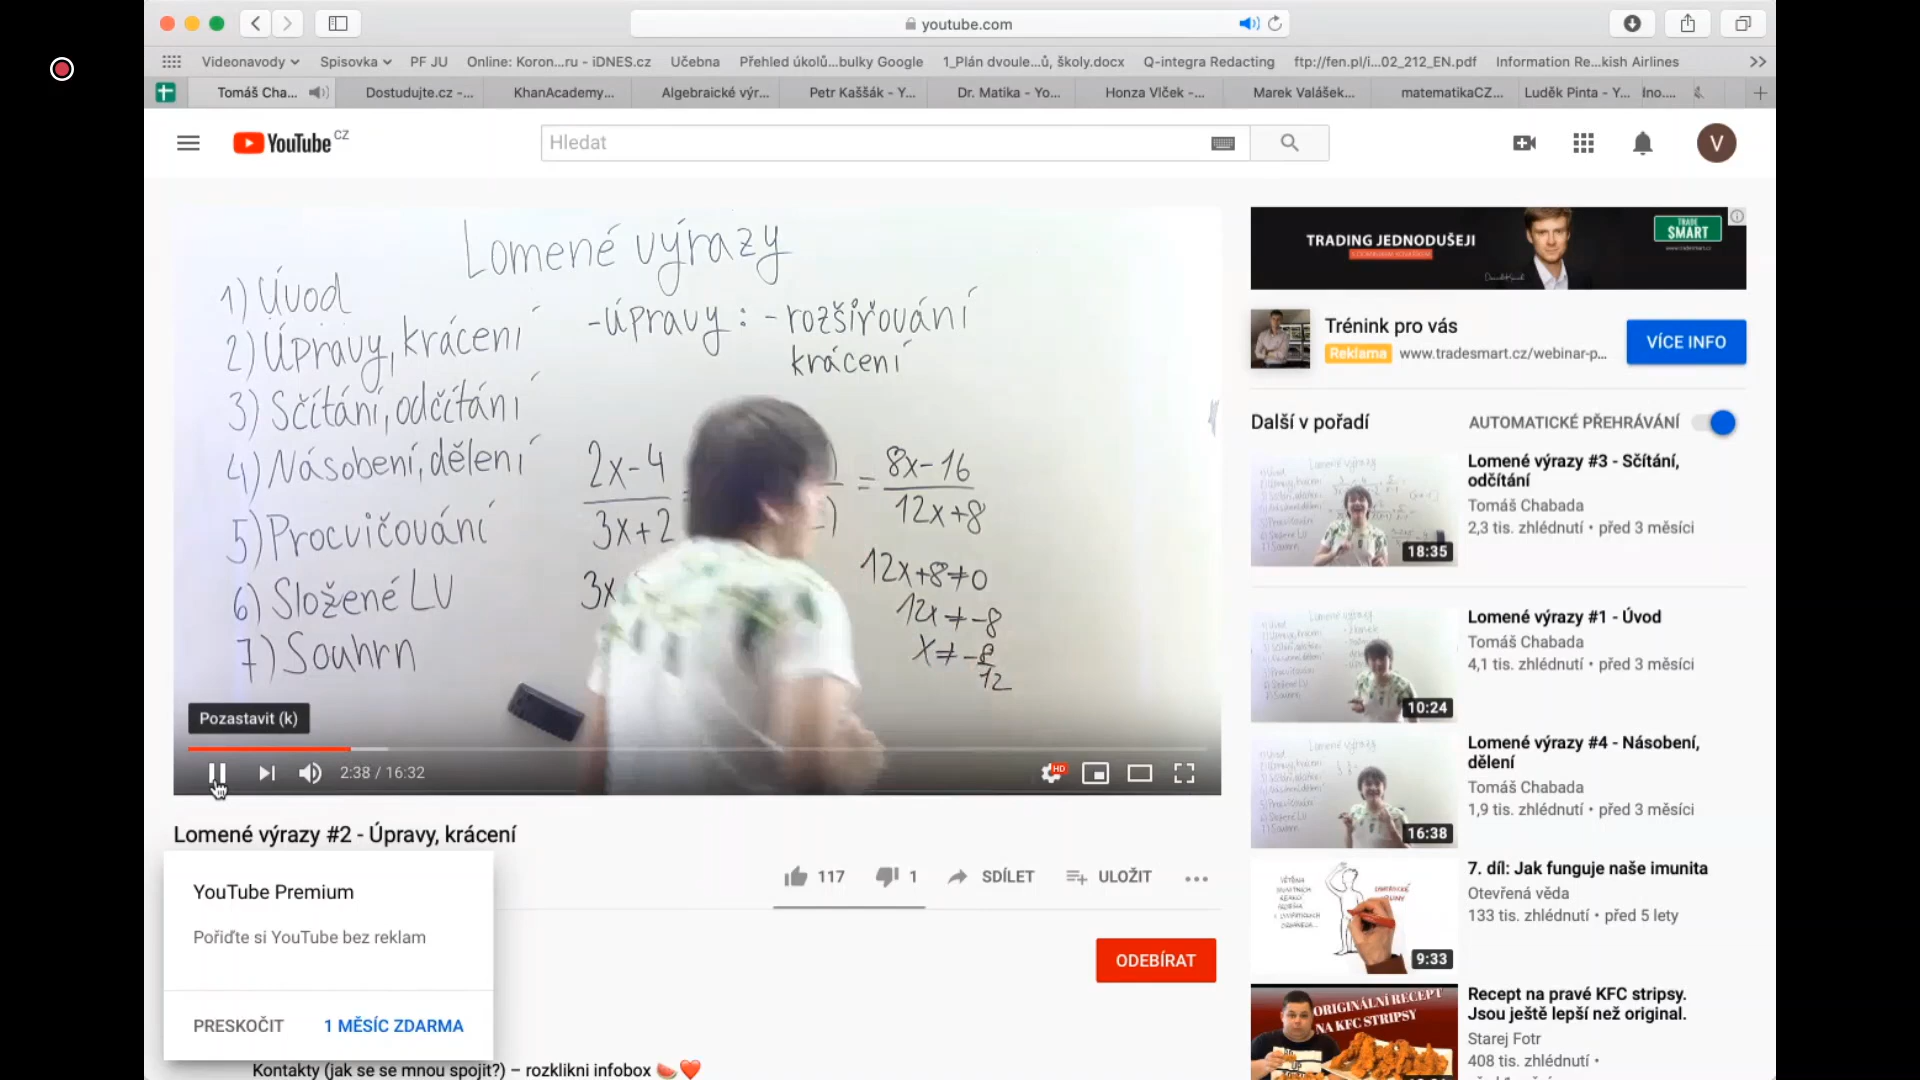 youtube.com
Videonavody
Spisovka
PF JU
Online: Koron...ru - iDNES.cz
Učebna
Přehled úkolů...bulky Google
1_Plán dvoule...ů, školy.docx
Q-integra Redacting
ftp://fen.pl/i...02_212_EN.pdf
Information Re...kish Airlines
Tomáš Cha...
Dostudujte.cz -...
KhanAcademy...
Algebraické výr...
Petr Kaššák - Y...
Dr. Matika - Yo...
Honza Vlček -...
Marek Valášek...
matematikaCZ...
Luděk Pinta - Y...
YouTube CZ
Hledat
V
Lomené výrazy
1) Úvod
2) Úpravy, krácení
3) Sčítání, odčítání
4) Násobení, dělení
5) Procvičování
6) Složené LV
7) Souhrn
- úpravy : - rozšiřování
krácení
2x-4
3x+2
3x
= 8x-16
12x+8
12x+8≠0
12x≠-8
x≠-8
12
Pozastavit (k)
2:38 / 16:32
HD
Lomené výrazy #2 - Úpravy, krácení
117
1
SDÍLET
ULOŽIT
YouTube Premium
Pořiďte si YouTube bez reklam
PRESKOČIT
1 MĚSÍC ZDARMA
ODEBÍRAT
Kontakty (jak se se mnou spojit?) – rozklikni infobox 🍉❤️
TRADING JEDNODUŠEJI
TRADE
SMART
Trénink pro vás
Reklama
www.tradesmart.cz/webinar-p...
VÍCE INFO
Další v pořadí
AUTOMATICKÉ PŘEHRÁVÁNÍ
Lomené výrazy #3 - Sčítání,
odčítání
Tomáš Chabada
2,3 tis. zhlédnutí • před 3 měsíci
18:35
Lomené výrazy #1 - Úvod
Tomáš Chabada
4,1 tis. zhlédnutí • před 3 měsíci
10:24
Lomené výrazy #4 - Násobení,
dělení
Tomáš Chabada
1,9 tis. zhlédnutí • před 3 měsíci
16:38
7. díl: Jak funguje naše imunita
Otevřená věda
133 tis. zhlédnutí • před 5 lety
9:33
Recept na pravé KFC stripsy.
Jsou ještě lepší než original.
Starej Fotr
408 tis. zhlédnutí •
ORIGINÁLNÍ RECEPT
NA KFC STRIPSY